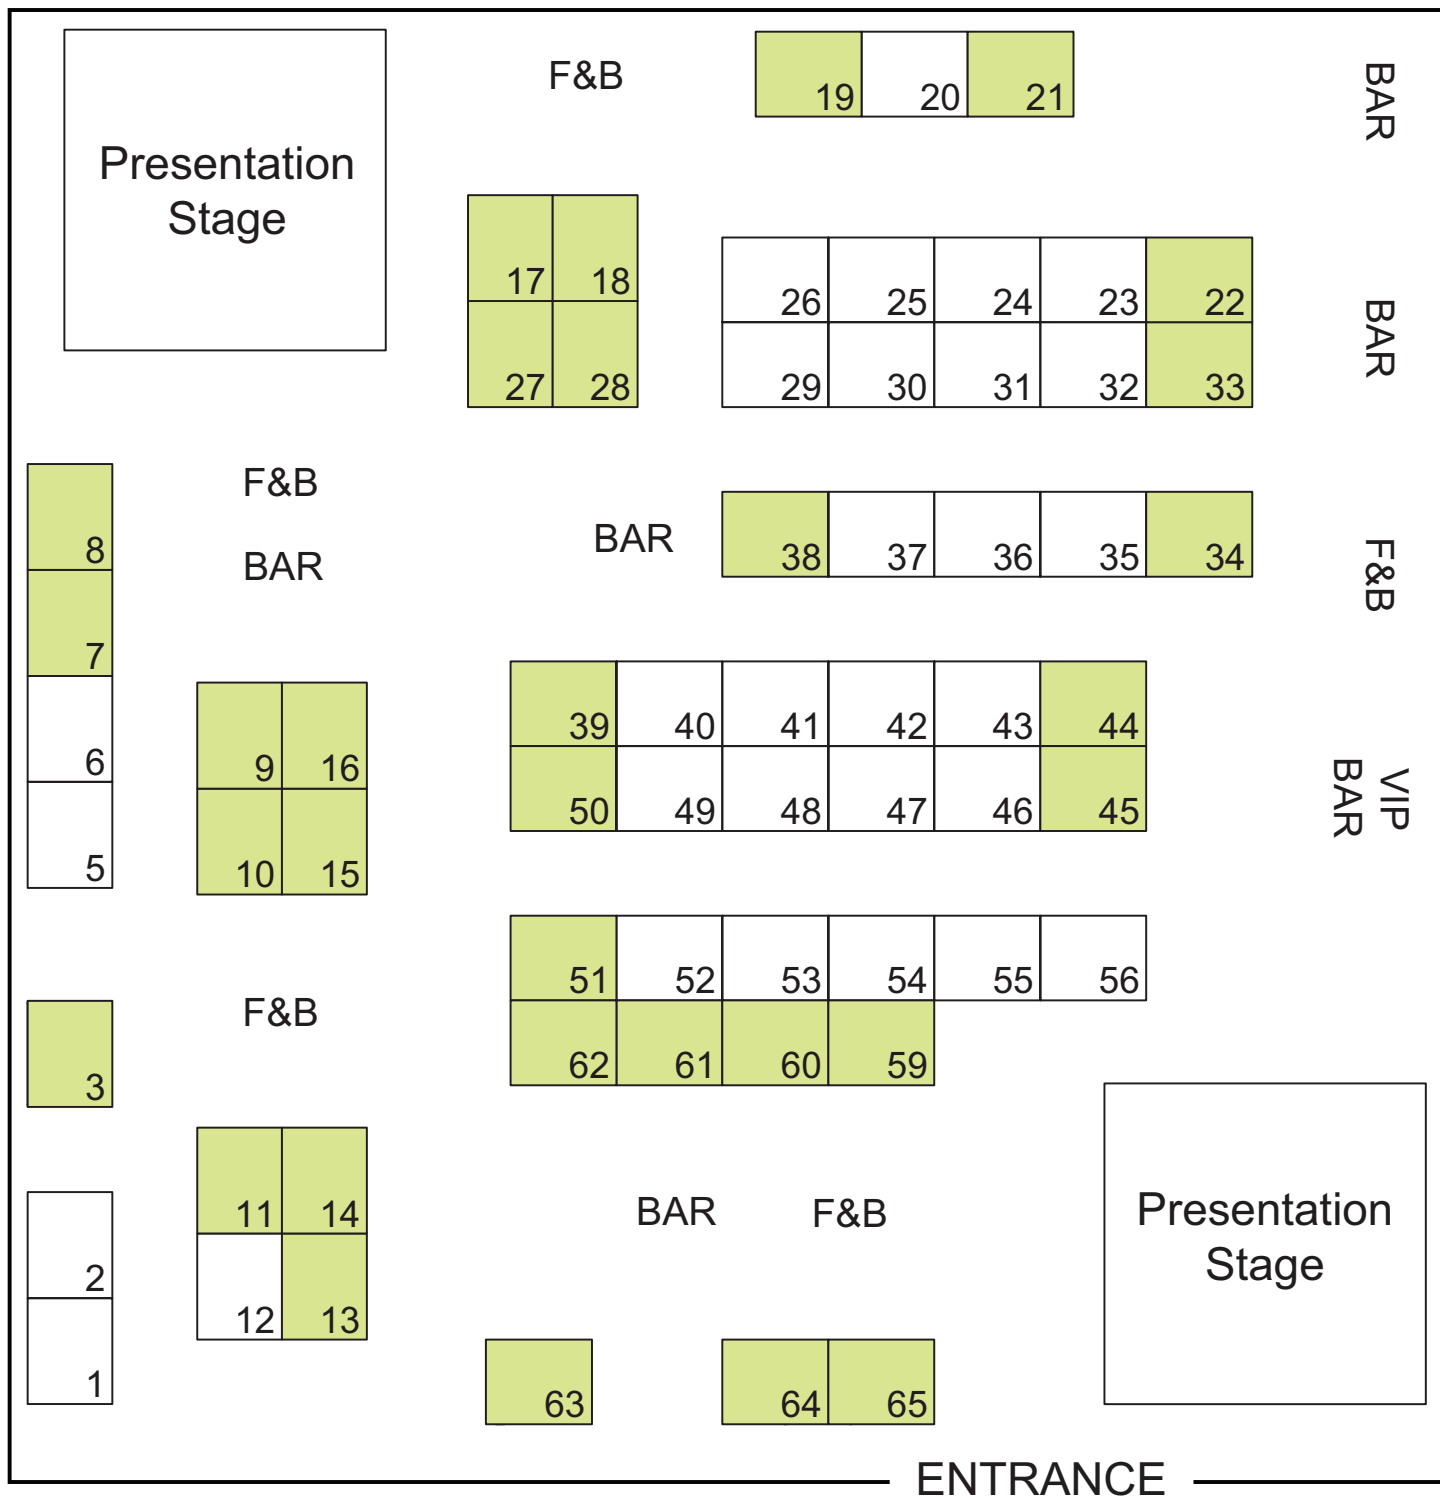 F&B
19 20 21
BAR
Presentation
Stage
17 18
27 28
26 25 24 23 22
29 30 31 32 33
BAR
F&B
BAR
8
7
6
5
BAR
38 37 36 35 34
F&B
9 16
10 15
39 40 41 42 43 44
50 49 48 47 46 45
VIP
BAR
3
F&B
51 52 53 54 55 56
62 61 60 59
2
1
11 14
12 13
BAR F&B
Presentation
Stage
63 64 65
ENTRANCE